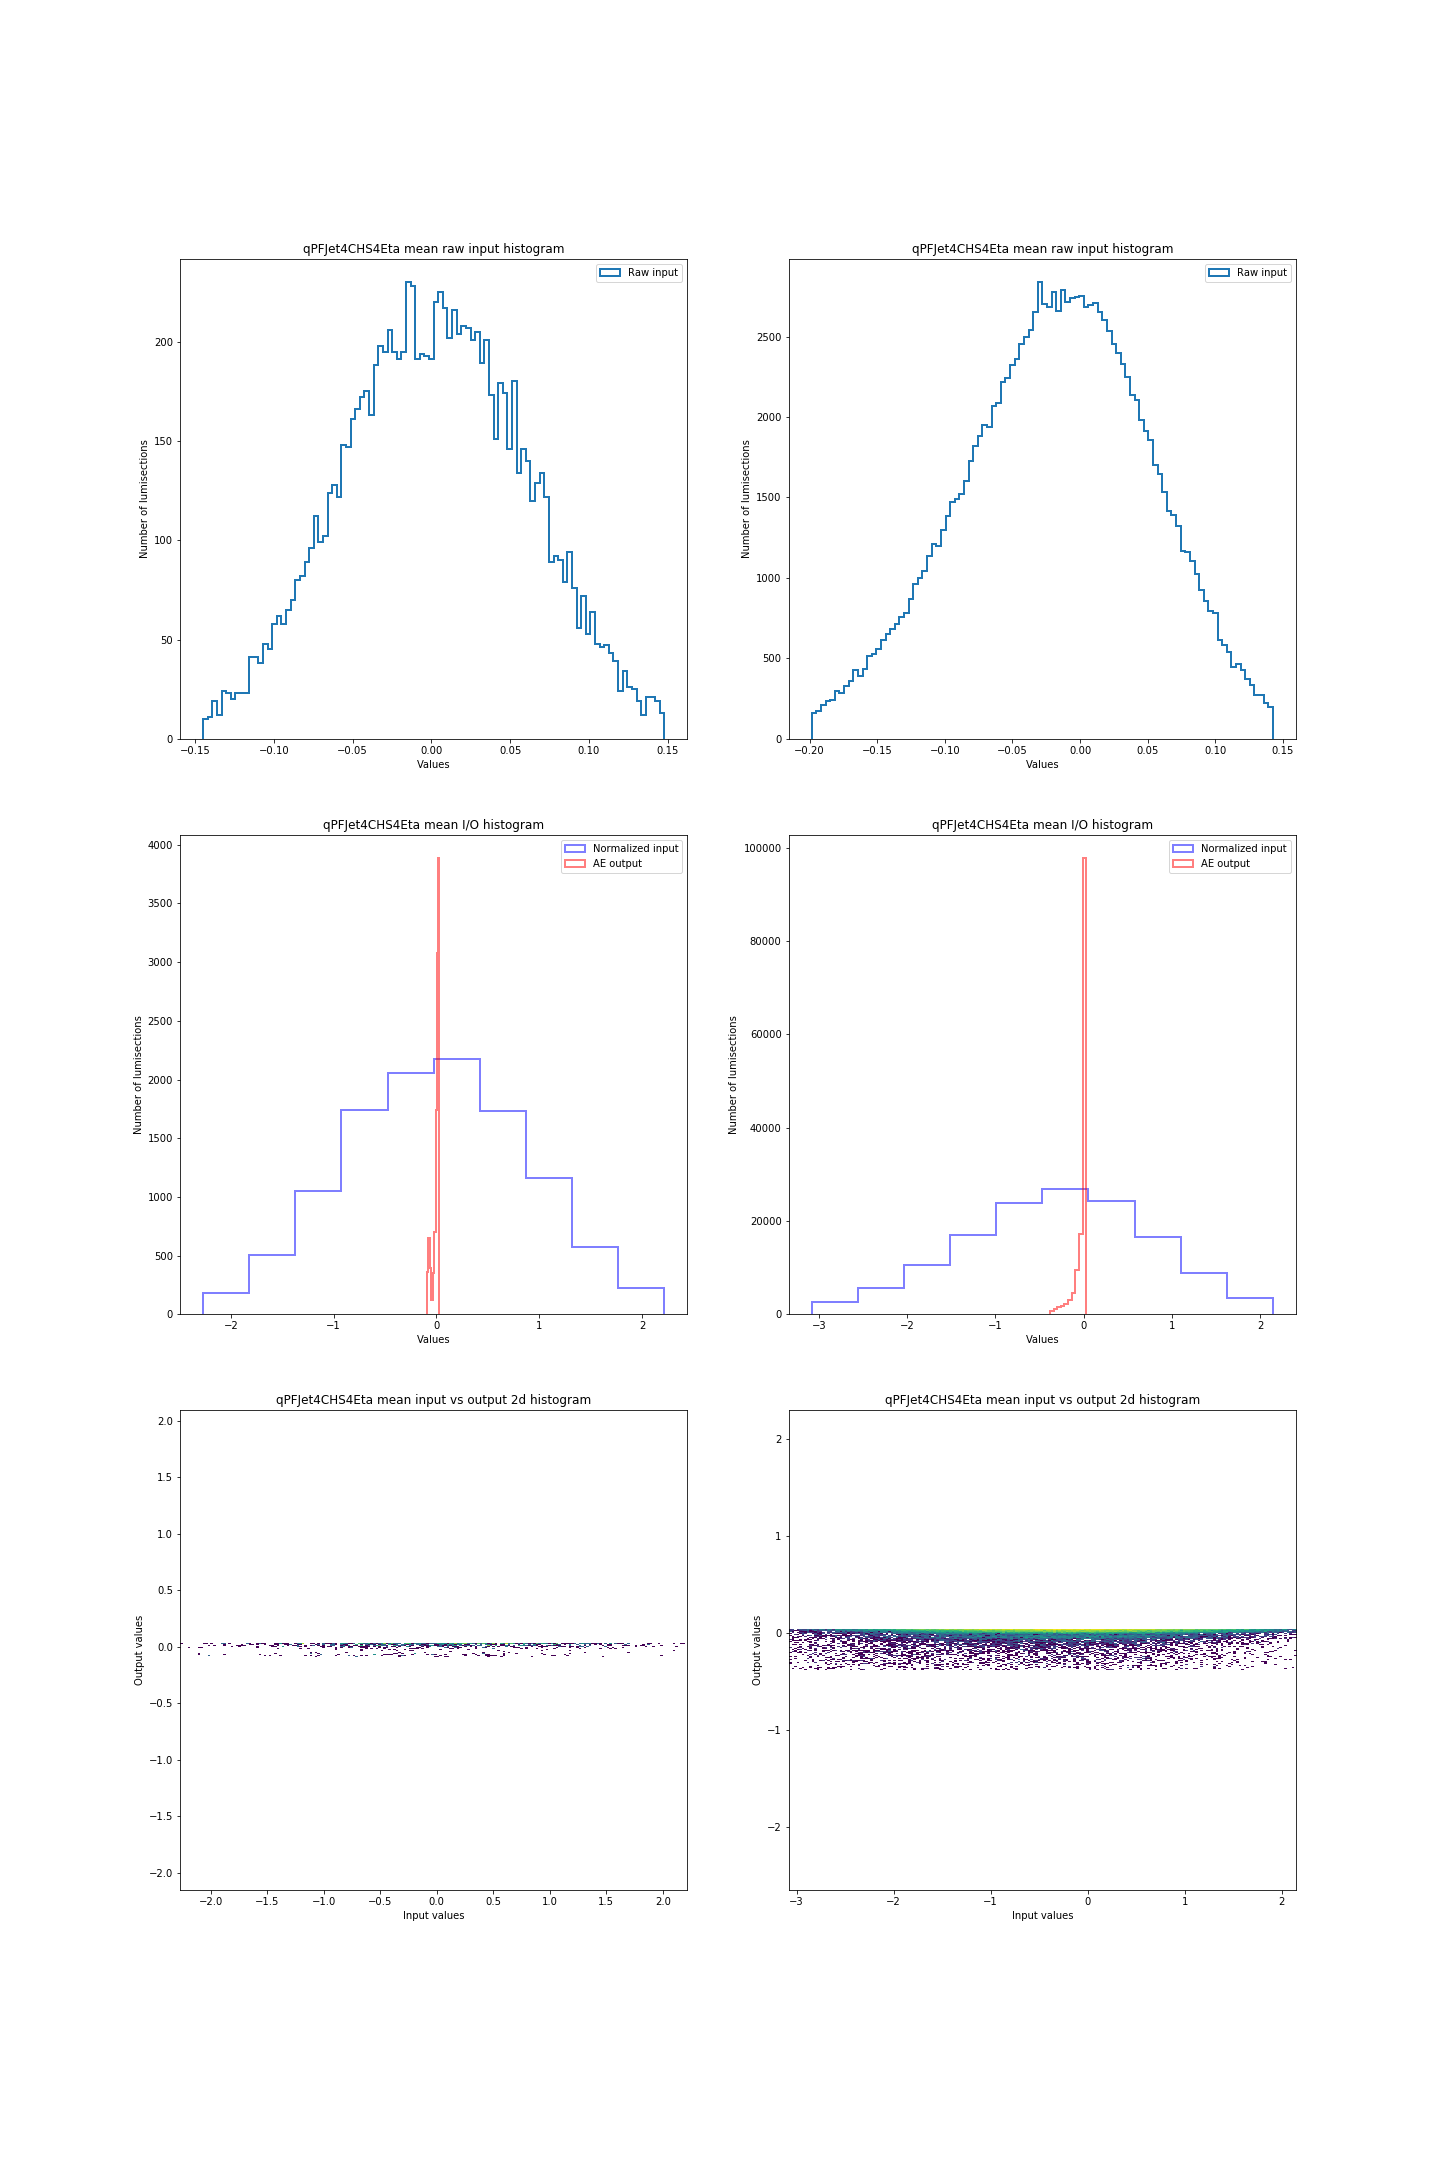 qPFJet4CHS4Eta mean raw input histogram
Raw input
Number of lumisections
200
150
100
50
0
−0.15 −0.10 −0.05 0.00 0.05 0.10 0.15
Values
qPFJet4CHS4Eta mean raw input histogram
Raw input
Number of lumisections
2500
2000
1500
1000
500
0
−0.20 −0.15 −0.10 −0.05 0.00 0.05 0.10 0.15
Values
qPFJet4CHS4Eta mean I/O histogram
Normalized input
AE output
Number of lumisections
4000
3500
3000
2500
2000
1500
1000
500
0
−2 −1 0 1 2
Values
qPFJet4CHS4Eta mean I/O histogram
Normalized input
AE output
Number of lumisections
100000
80000
60000
40000
20000
0
−3 −2 −1 0 1 2
Values
qPFJet4CHS4Eta mean input vs output 2d histogram
Output values
2.0
1.5
1.0
0.5
0.0
−0.5
−1.0
−1.5
−2.0
−2.0 −1.5 −1.0 −0.5 0.0 0.5 1.0 1.5 2.0
Input values
qPFJet4CHS4Eta mean input vs output 2d histogram
Output values
2
1
0
−1
−2
−3 −2 −1 0 1 2
Input values